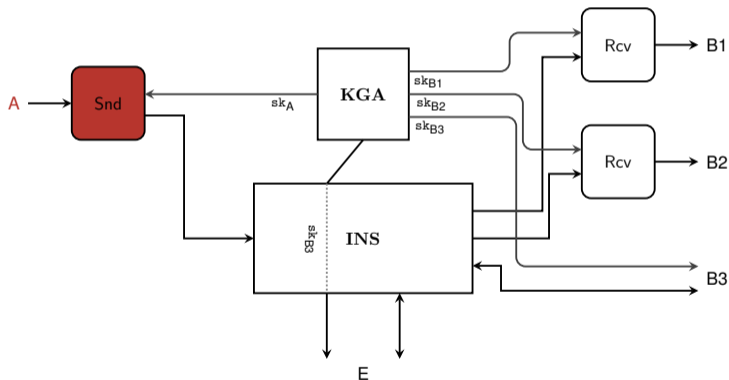 A
Snd
sk_A
KGA
sk_B1
sk_B2
sk_B3
Rcv
B1
Rcv
B2
sk_B3
INS
B3
E